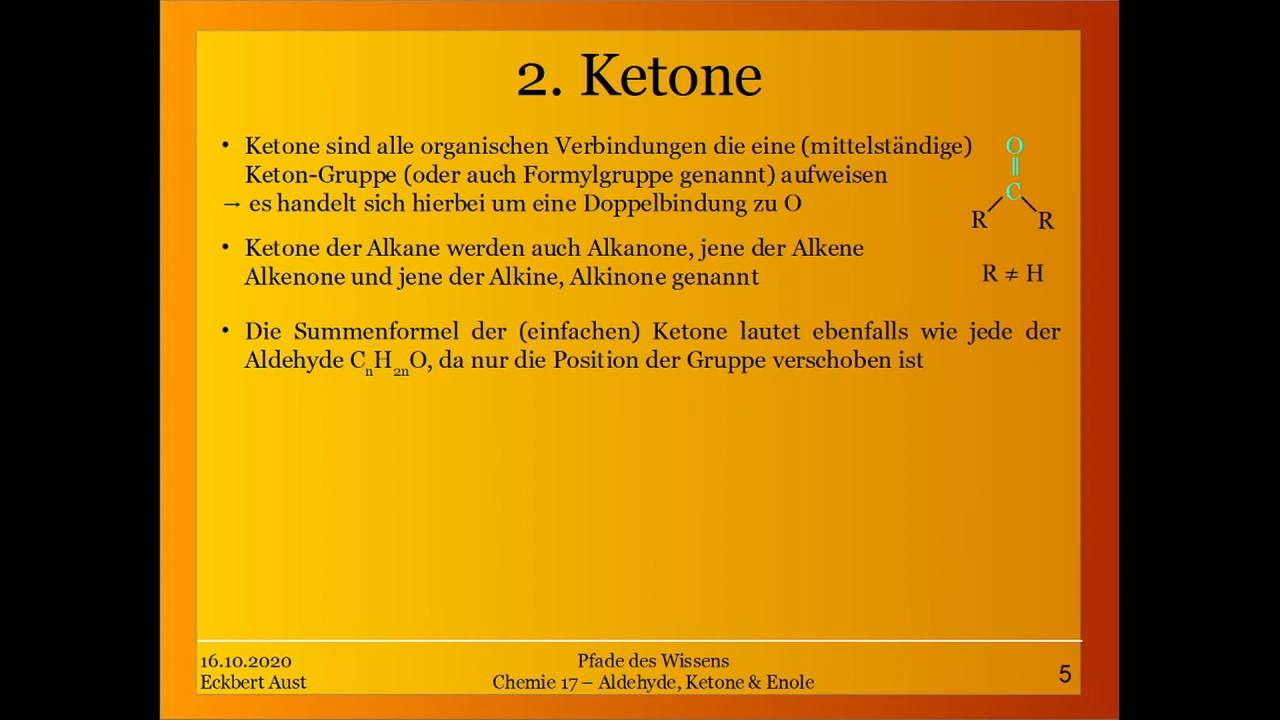 2. Ketone
• Ketone sind alle organischen Verbindungen die eine (mittelständige)
Keton-Gruppe (oder auch Formylgruppe genannt) aufweisen
→ es handelt sich hierbei um eine Doppelbindung zu O
• Ketone der Alkane werden auch Alkanone, jene der Alkene
Alkenone und jene der Alkine, Alkinone genannt
• Die Summenformel der (einfachen) Ketone lautet ebenfalls wie jede der
Aldehyde CₙH₂ₙO, da nur die Position der Gruppe verschoben ist
O
C
R R
R ≠ H
16.10.2020
Eckbert Aust
Pfade des Wissens
Chemie 17 – Aldehyde, Ketone & Enole
5